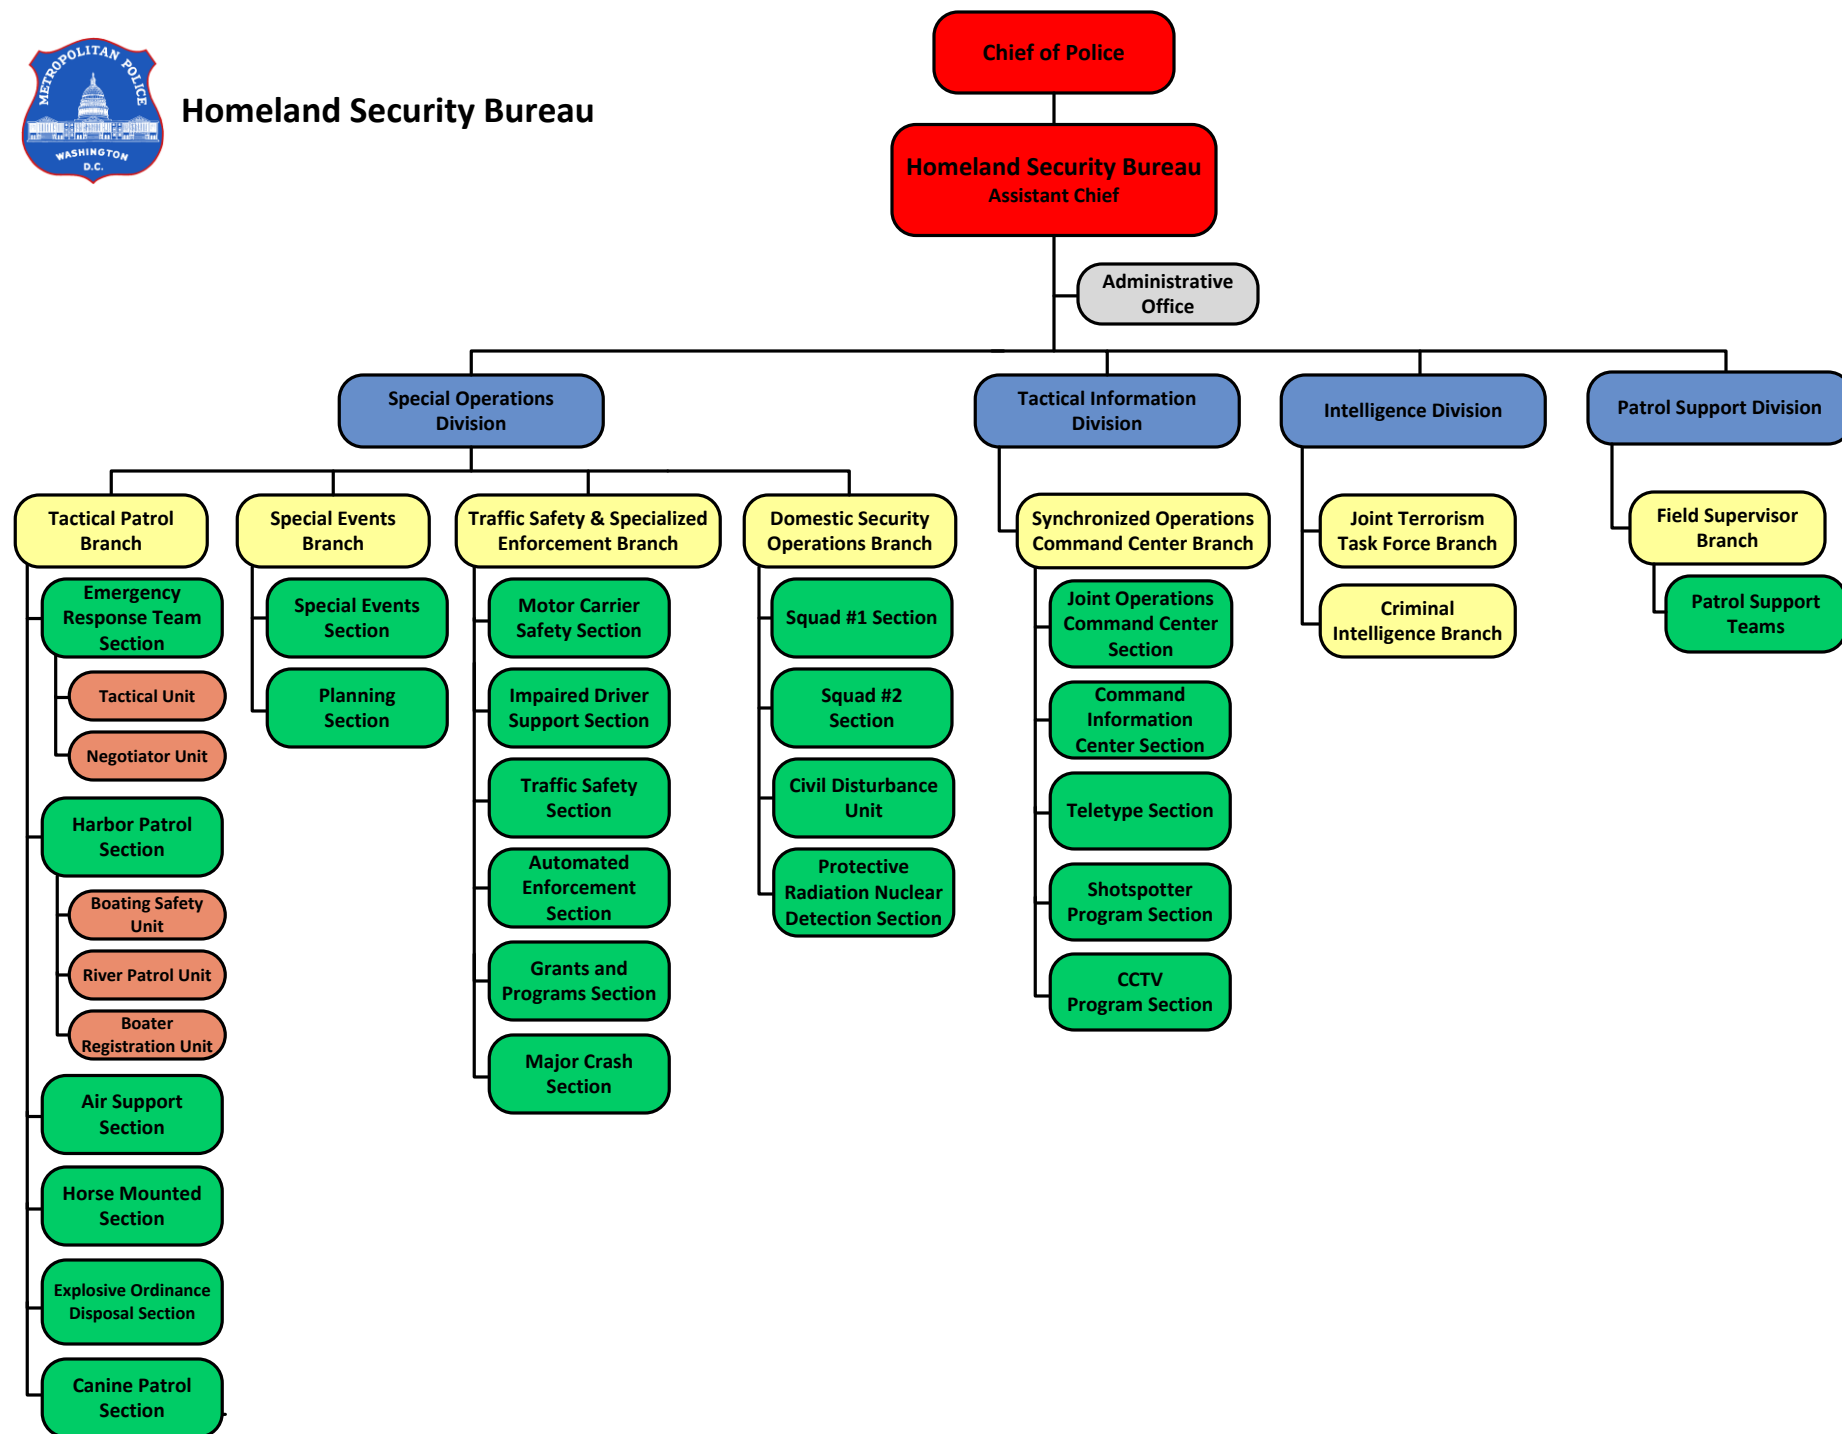 METROPOLITAN POLICE
WASHINGTON
D.C.
Homeland Security Bureau
Chief of Police
Homeland Security Bureau
Assistant Chief
Administrative
Office
Special Operations
Division
Tactical Information
Division
Intelligence Division
Patrol Support Division
Tactical Patrol
Branch
Special Events
Branch
Traffic Safety & Specialized
Enforcement Branch
Domestic Security
Operations Branch
Synchronized Operations
Command Center Branch
Joint Terrorism
Task Force Branch
Field Supervisor
Branch
Emergency
Response Team
Section
Tactical Unit
Negotiator Unit
Harbor Patrol
Section
Boating Safety
Unit
River Patrol Unit
Boater
Registration Unit
Air Support
Section
Horse Mounted
Section
Explosive Ordinance
Disposal Section
Canine Patrol
Section
Special Events
Section
Planning
Section
Motor Carrier
Safety Section
Impaired Driver
Support Section
Traffic Safety
Section
Automated
Enforcement
Section
Grants and
Programs Section
Major Crash
Section
Squad #1 Section
Squad #2
Section
Civil Disturbance
Unit
Protective
Radiation Nuclear
Detection Section
Joint Operations
Command Center
Section
Command
Information
Center Section
Teletype Section
Shotspotter
Program Section
CCTV
Program Section
Criminal
Intelligence Branch
Patrol Support
Teams